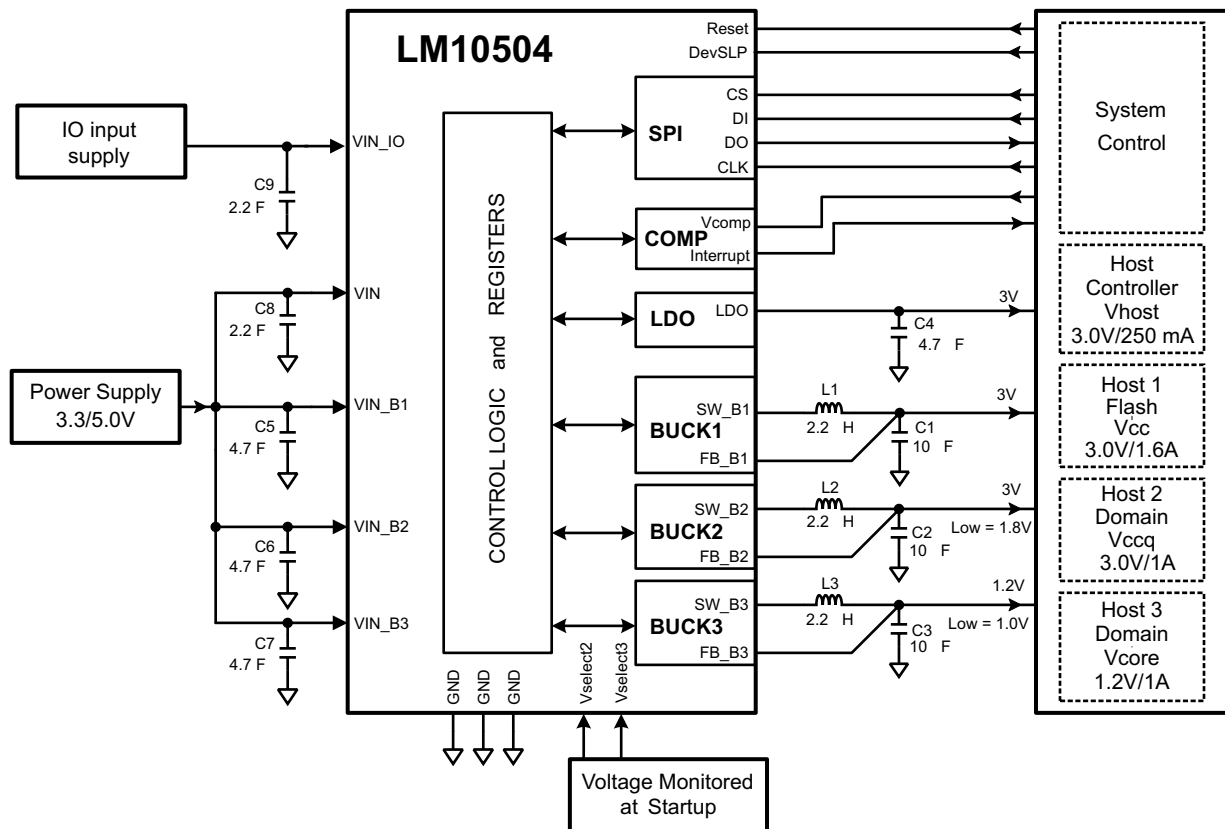 LM10504
IO input
supply
VIN_IO
C9
2.2 F
VIN
C8
2.2 F
Power Supply
3.3/5.0V
VIN_B1
C5
4.7 F
VIN_B2
C6
4.7 F
VIN_B3
C7
4.7 F
CONTROL LOGIC and REGISTERS
GND
GND
GND
Vselect2
Vselect3
Voltage Monitored
at Startup
Reset
DevSLP
SPI
CS
DI
DO
CLK
COMP
Vcomp
Interrupt
LDO
LDO
C4
4.7 F
3V
BUCK1
SW_B1
FB_B1
L1
2.2 H
C1
10 F
3V
BUCK2
SW_B2
FB_B2
L2
2.2 H
C2
10 F
3V
Low = 1.8V
BUCK3
SW_B3
FB_B3
L3
2.2 H
C3
10 F
1.2V
Low = 1.0V
System
Control
Host
Controller
Vhost
3.0V/250 mA
Host 1
Flash
Vcc
3.0V/1.6A
Host 2
Domain
Vccq
3.0V/1A
Host 3
Domain
Vcore
1.2V/1A